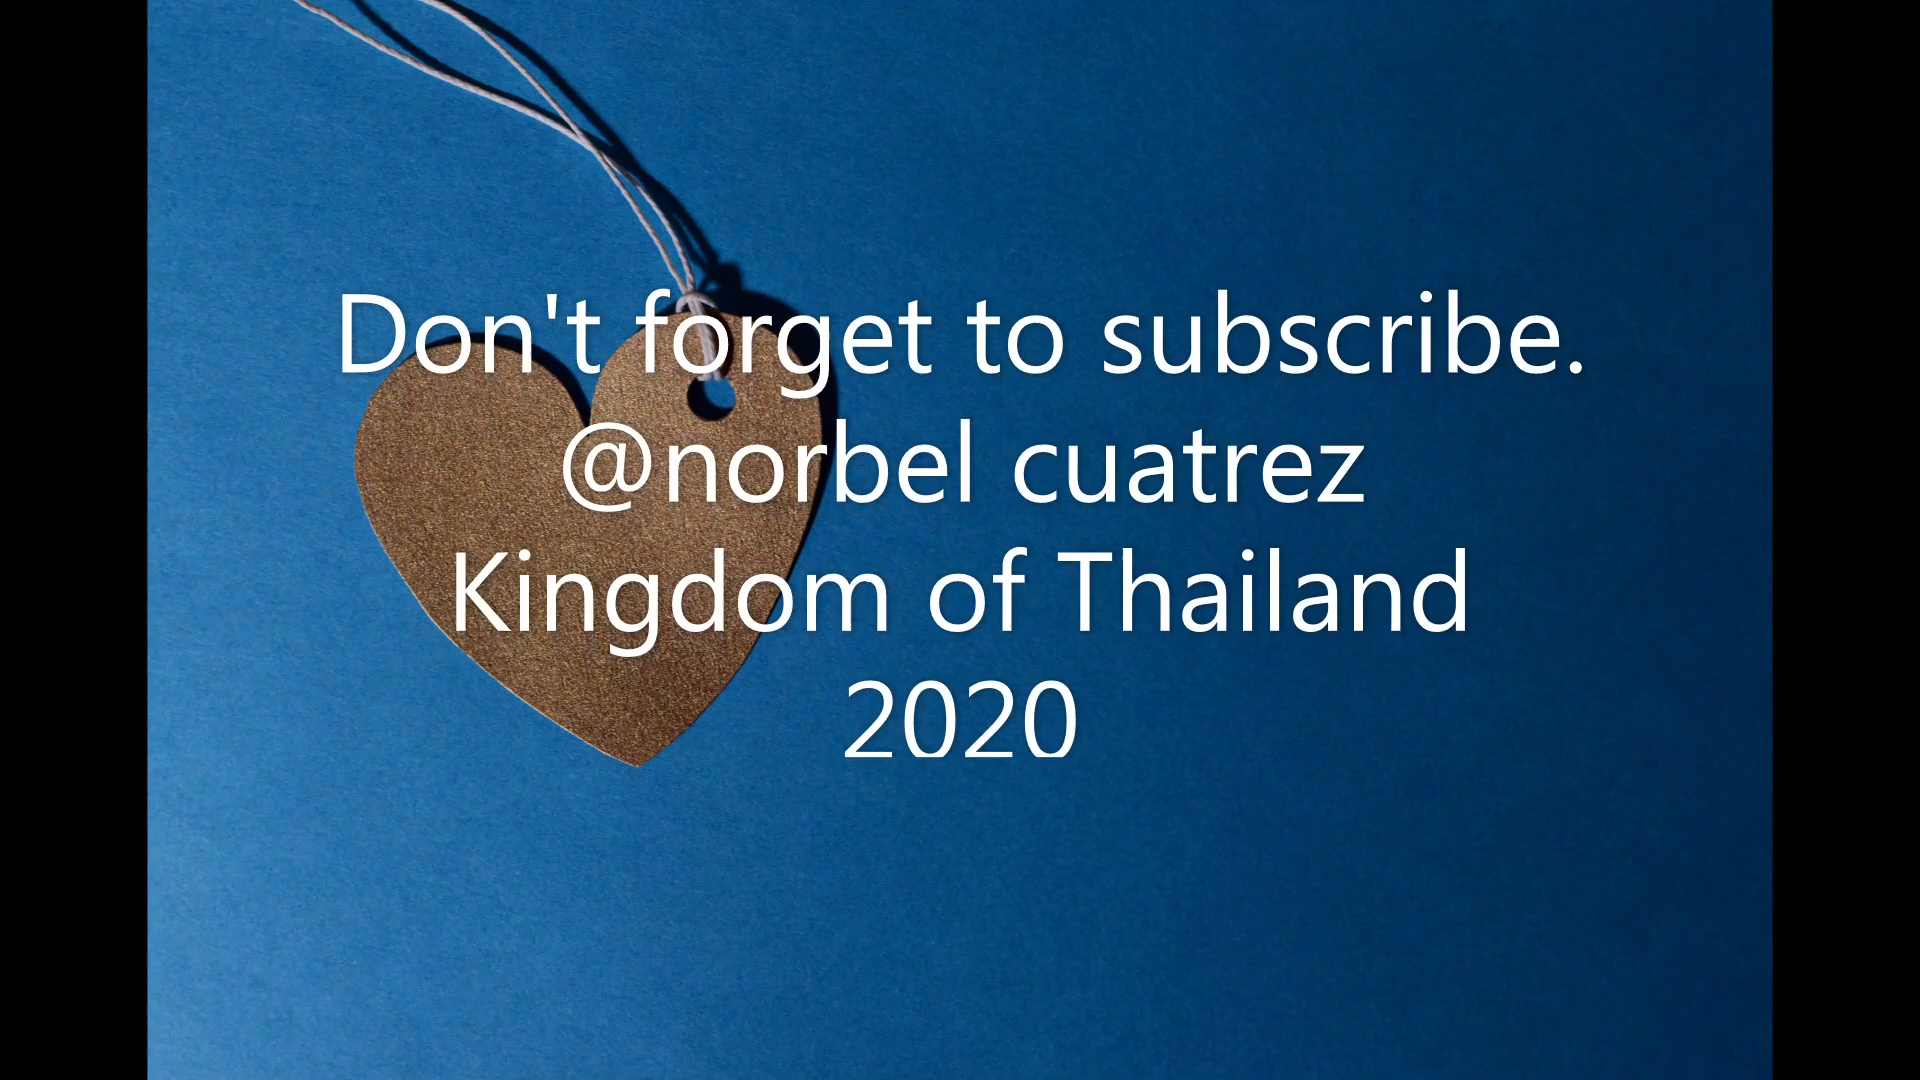 Don't forget to subscribe.
@norbel cuatrez
Kingdom of Thailand
2020